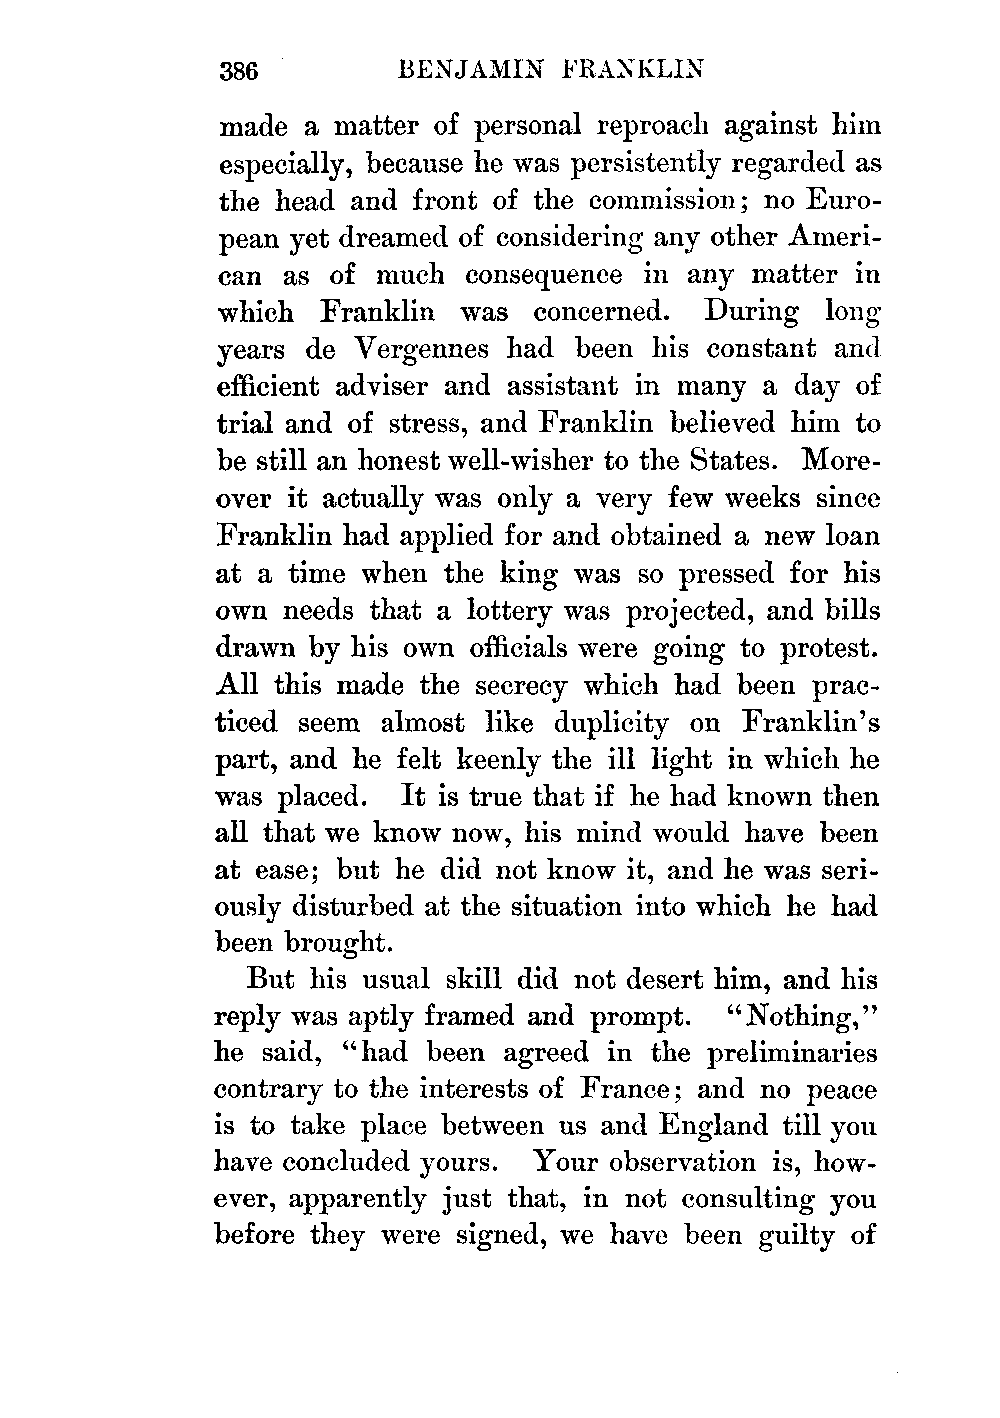 386 BENJAMIN FRANKLIN
made a matter of personal reproach against him
especially, because he was persistently regarded as
the head and front of the commission; no Euro-
pean yet dreamed of considering any other Ameri-
can as of much consequence in any matter in
which Franklin was concerned. During long
years de Vergennes had been his constant and
efficient adviser and assistant in many a day of
trial and of stress, and Franklin believed him to
be still an honest well-wisher to the States. More-
over it actually was only a very few weeks since
Franklin had applied for and obtained a new loan
at a time when the king was so pressed for his
own needs that a lottery was projected, and bills
drawn by his own officials were going to protest.
All this made the secrecy which had been prac-
ticed seem almost like duplicity on Franklin's
part, and he felt keenly the ill light in which he
was placed. It is true that if he had known then
all that we know now, his mind would have been
at ease; but he did not know it, and he was seri-
ously disturbed at the situation into which he had
been brought.
But his usual skill did not desert him, and his
reply was aptly framed and prompt. "Nothing,"
he said, "had been agreed in the preliminaries
contrary to the interests of France; and no peace
is to take place between us and England till you
have concluded yours. Your observation is, how-
ever, apparently just that, in not consulting you
before they were signed, we have been guilty of